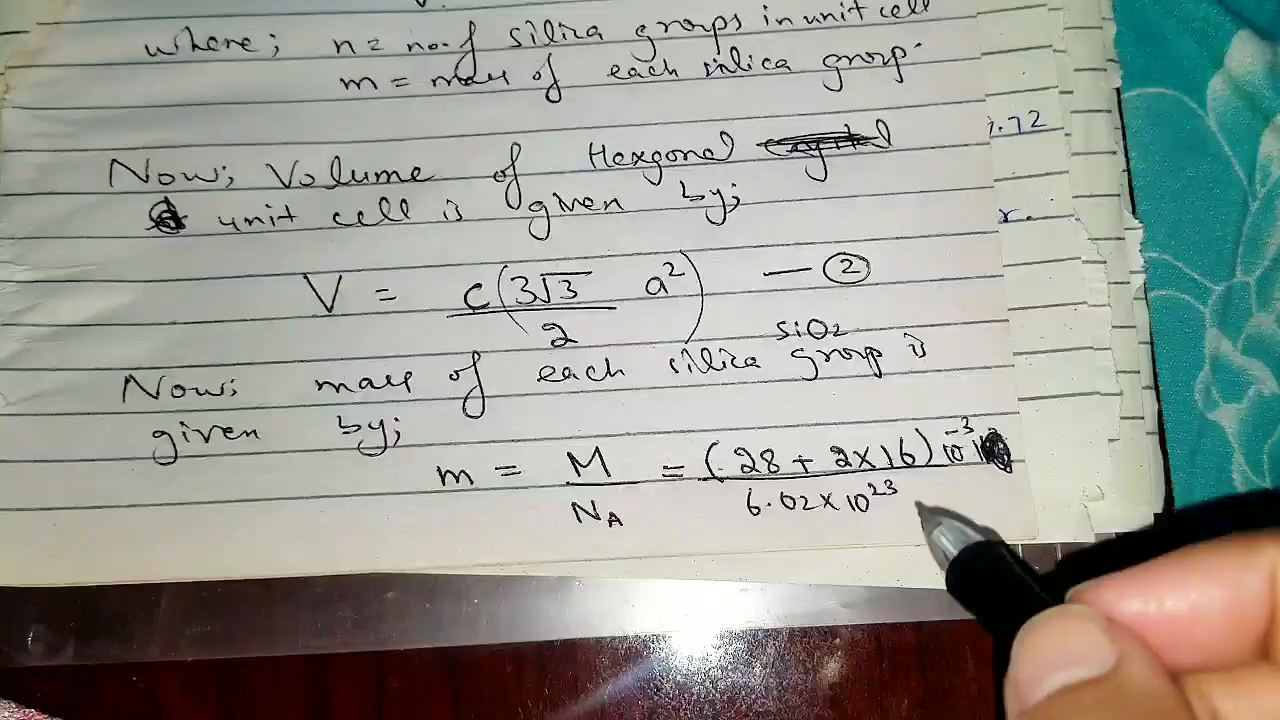 where; n = no. of silica groups in unit cell
m = mass of each silica group.
Now; Volume of Hexgonal
unit cell is given by;
V = c(3√3/2 a²) — ②
Now; mass of each silica SiO2 group is
given by;
m = M/NA = (28 + 2×16)10⁻³/6.02×10²³